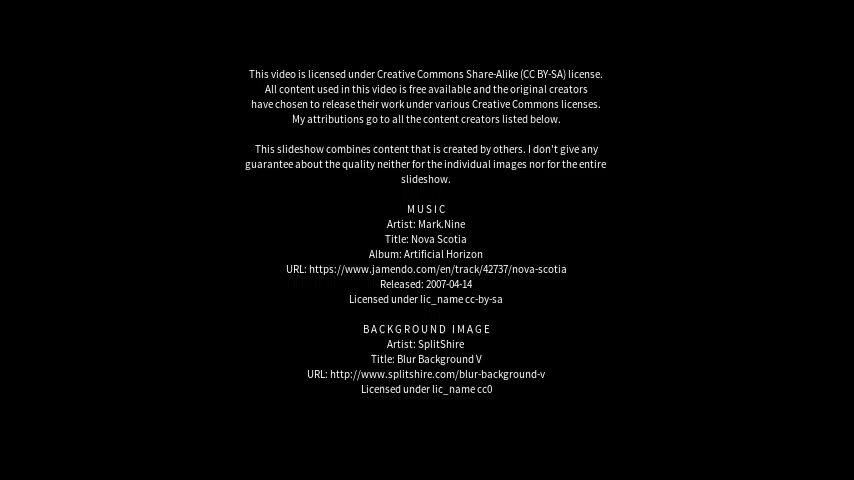 This video is licensed under Creative Commons Share-Alike (CC BY-SA) license.
All content used in this video is free available and the original creators
have chosen to release their work under various Creative Commons licenses.
My attributions go to all the content creators listed below.
This slideshow combines content that is created by others. I don't give any
guarantee about the quality neither for the individual images nor for the entire
slideshow.
MUSIC
Artist: Mark.Nine
Title: Nova Scotia
Album: Artificial Horizon
URL: https://www.jamendo.com/en/track/42737/nova-scotia
Released: 2007-04-14
Licensed under lic_name cc-by-sa
BACKGROUND IMAGE
Artist: SplitShire
Title: Blur Background V
URL: http://www.splitshire.com/blur-background-v
Licensed under lic_name cc0